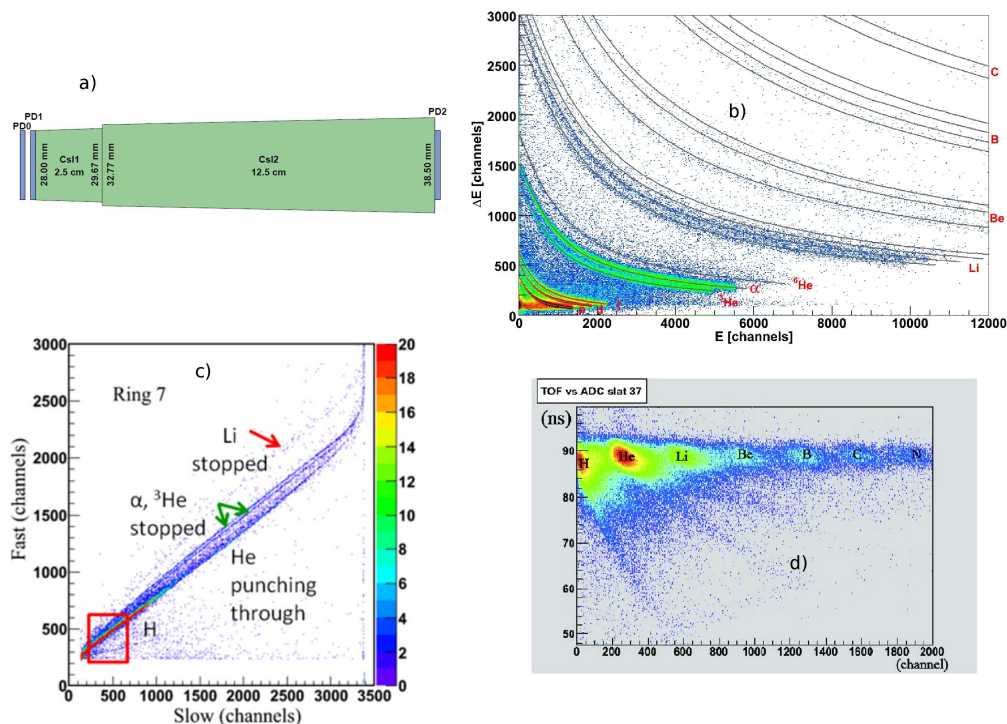 a)
PD1
PD0
PD2
CsI1
2.5 cm
28.00 mm
29.67 mm
32.77 mm
CsI2
12.5 cm
38.50 mm
b)
ΔE [channels]
3000
2500
2000
1500
1000
500
0
C
B
Be
Li
⁶He
α
³He
t
0
2000
4000
6000
8000
10000
12000
E [channels]
c)
Ring 7
Fast (channels)
3000
2500
2000
1500
1000
500
0
Li
stopped
α, ³He
stopped
He
punching
through
H
20
18
16
14
12
10
8
6
4
2
0
0
500
1000
1500
2000
2500
3000
3500
Slow (channels)
TOF vs ADC slat 37
(ns)
90
80
70
60
50
H
He
Li
Be
B
C
N
d)
0
200
400
600
800
1000
1200
1400
1600
1800
2000
(channel)